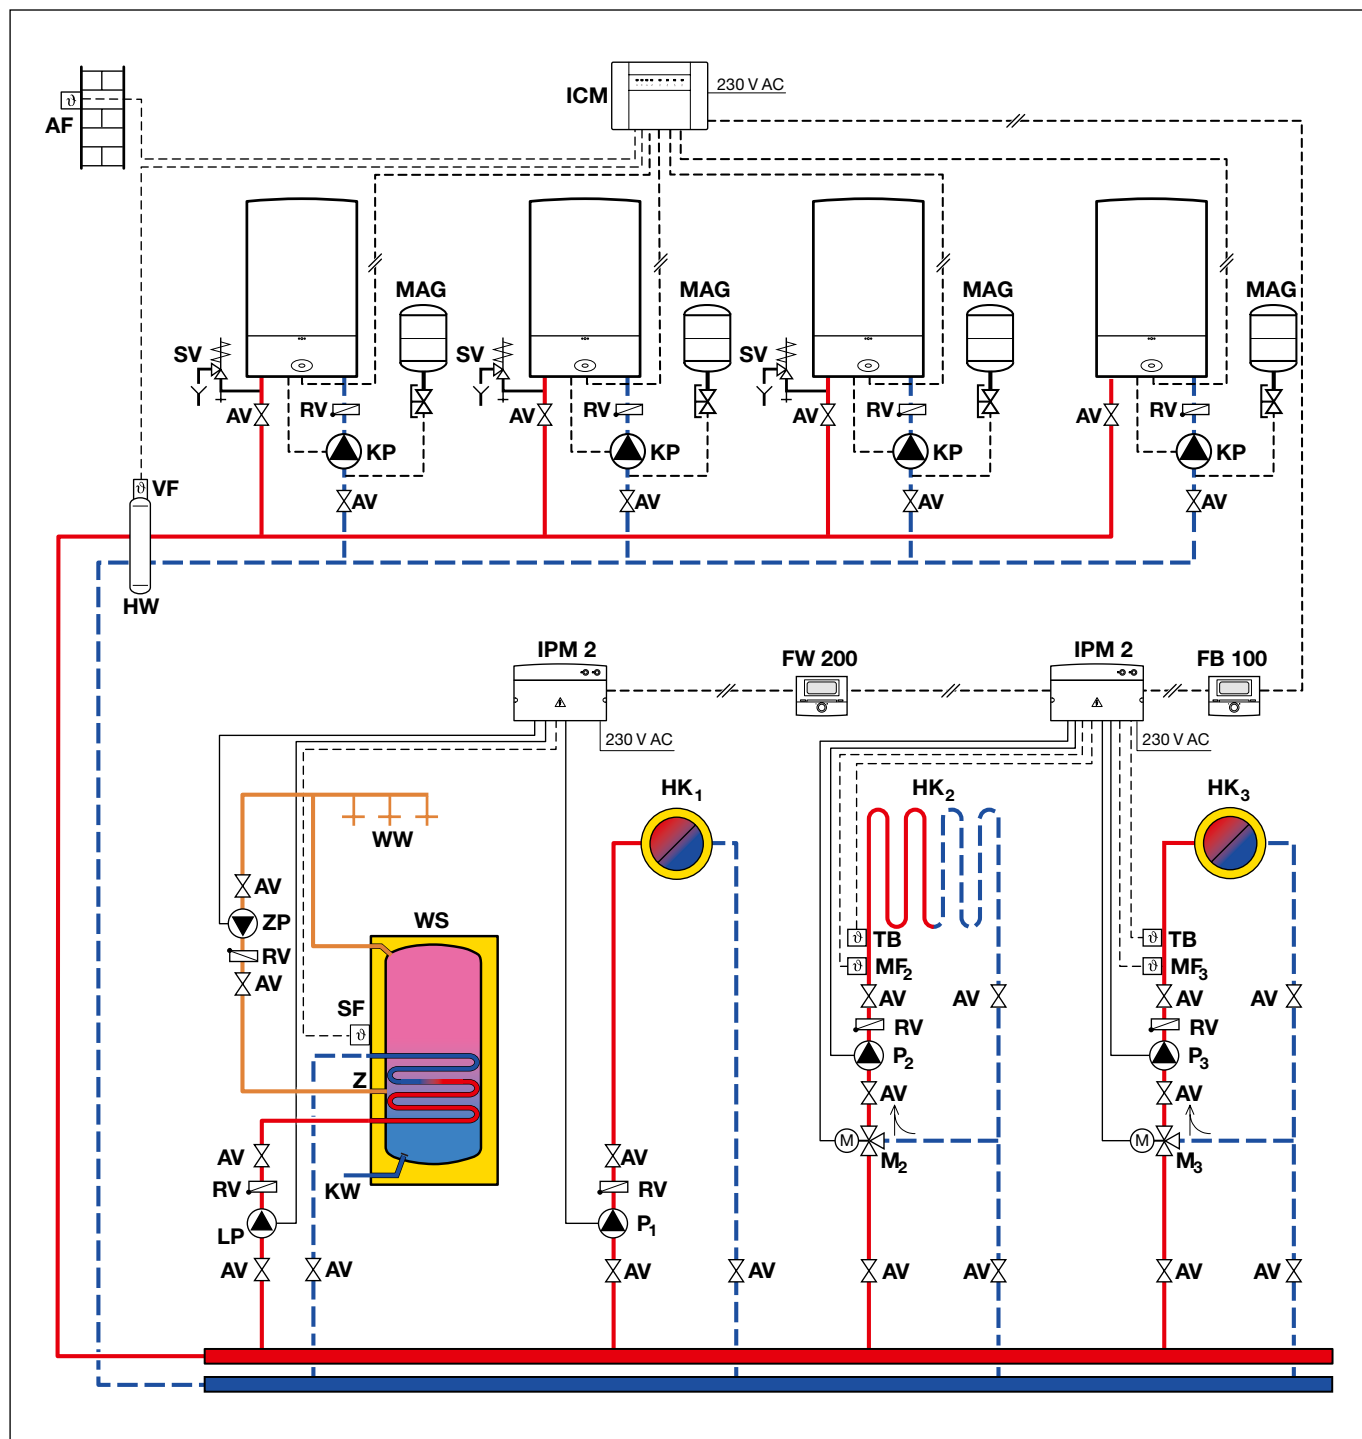 ICM
230 V AC
AF
ϑ
MAG
MAG
MAG
MAG
SV
SV
SV
AV
RV
AV
RV
AV
RV
AV
RV
KP
KP
KP
KP
ϑ
VF
AV
AV
AV
AV
HW
IPM 2
FW 200
IPM 2
FB 100
230 V AC
230 V AC
HK1
HK2
HK3
WW
AV
ZP
WS
RV
AV
ϑ
TB
ϑ
TB
ϑ
MF2
ϑ
MF3
SF
ϑ
AV
AV
AV
AV
RV
RV
P2
P3
Z
AV
AV
M
M2
M
M3
AV
AV
RV
KW
RV
LP
P1
AV
AV
AV
AV
AV
AV
AV
AV